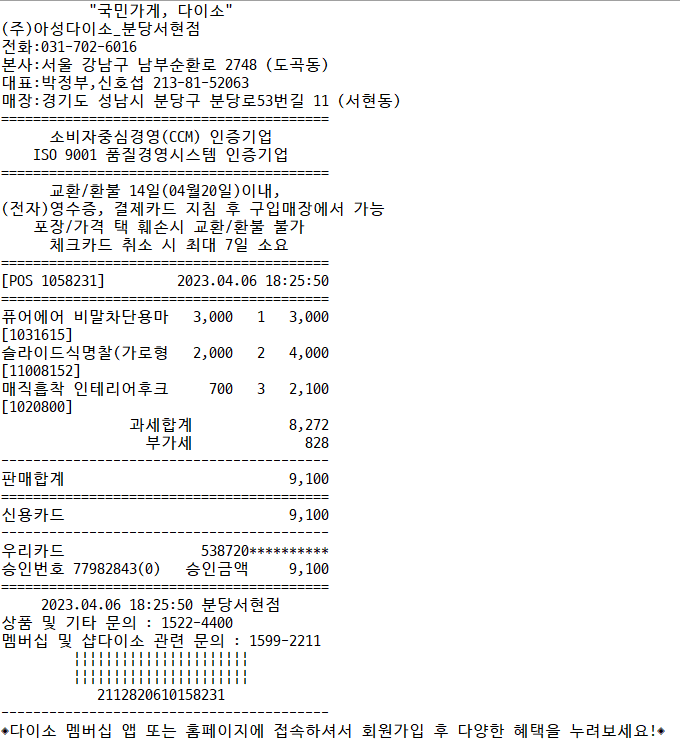 "국민가게, 다이소"
(주)아성다이소_분당서현점
전화:031-702-6016
본사:서울 강남구 남부순환로 2748 (도곡동)
대표:박정부,신호섭 213-81-52063
매장:경기도 성남시 분당구 분당로53번길 11 (서현동)
=========================================
소비자중심경영(CCM) 인증기업
ISO 9001 품질경영시스템 인증기업
=========================================
교환/환불 14일(04월20일)이내,
(전자)영수증, 결제카드 지침 후 구입매장에서 가능
포장/가격 택 훼손시 교환/환불 불가
체크카드 취소 시 최대 7일 소요
=========================================
[POS 1058231] 2023.04.06 18:25:50
=========================================
퓨어에어 비말차단용마 3,000 1 3,000
[1031615]
슬라이드식명찰(가로형 2,000 2 4,000
[11008152]
매직흡착 인테리어후크 700 3 2,100
[1020800]
과세합계 8,272
부가세 828
-----------------------------------------
판매합계 9,100
=========================================
신용카드 9,100
-----------------------------------------
우리카드 538720**********
승인번호 77982843(0) 승인금액 9,100
=========================================
2023.04.06 18:25:50 분당서현점
상품 및 기타 문의 : 1522-4400
멤버십 및 샵다이소 관련 문의 : 1599-2211
2112820610158231
-----------------------------------------
◈다이소 멤버십 앱 또는 홈페이지에 접속하셔서 회원가입 후 다양한 혜택을 누려보세요!◈